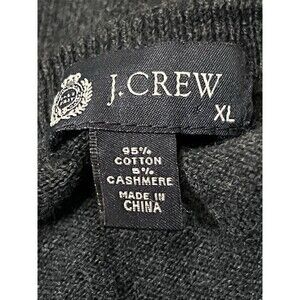 J.CREW
XL
95%
COTTON
5%
CASHMERE
MADE IN
CHINA